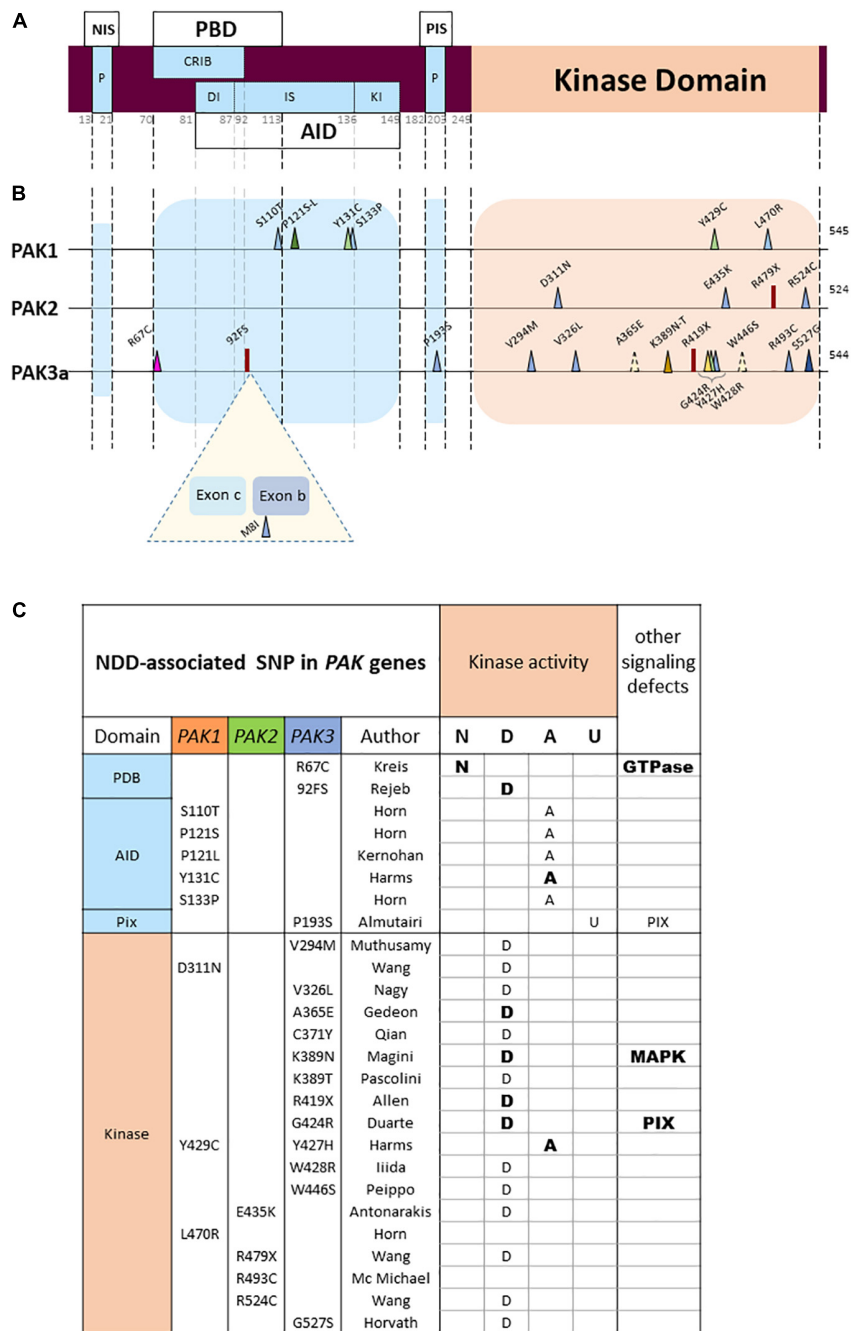 A
NIS PBD PIS
P CRIB P Kinase Domain
DI IS KI
13 21 70 81 87 92 113 136 149 182 203 249
AID
B
S110T P121S-L Y131C S133P Y429C L470R
PAK1 545
D311N E435K R479X R524C
PAK2 524
R67C 92FS P193S V294M V326L A365E K389N-T R419X W446S R493C S527G
PAK3a 544
G424R Y427H W428R
Exon c Exon b
M8I
C
NDD-associated SNP in PAK genes Kinase activity other signaling defects
Domain PAK1 PAK2 PAK3 Author N D A U
PDB R67C Kreis N GTPase
92FS Rejeb D
AID S110T Horn A
P121S Horn A
P121L Kernohan A
Y131C Harms A
S133P Horn A
Pix P193S Almutairi U PIX
Kinase V294M Muthusamy D
D311N Wang D
V326L Nagy D
A365E Gedeon D
C371Y Qian D
K389N Magini D MAPK
K389T Pascolini D
R419X Allen D
G424R Duarte D PIX
Y429C Y427H Harms A
W428R Iiida D
W446S Peippo D
E435K Antonarakis D
L470R Horn
R479X Wang D
R493C Mc Michael
R524C Wang D
G527S Horvath D